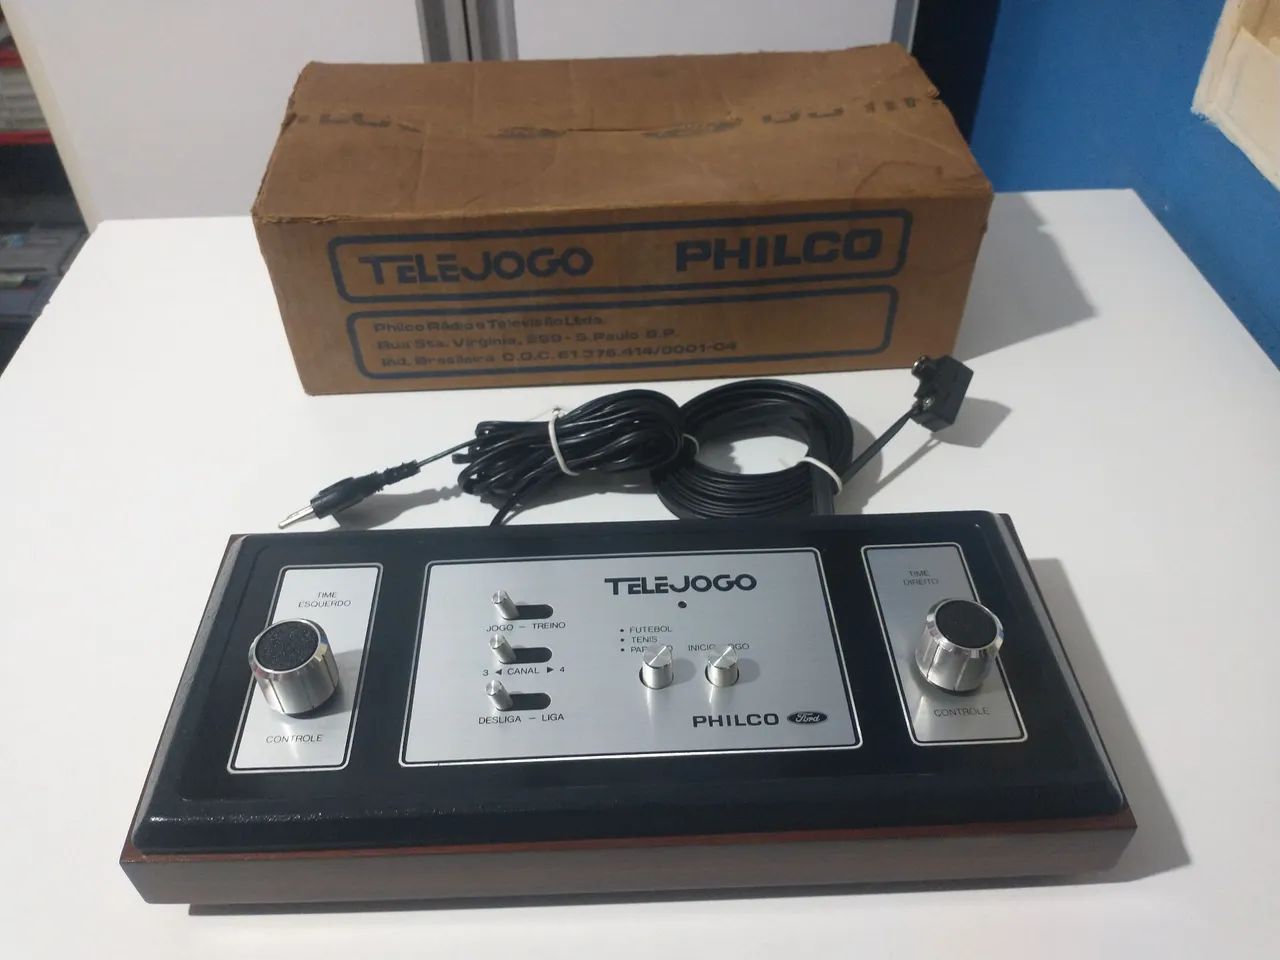 TELEJOGO PHILCO
Philco Rádio e Televisão Ltda.
Rua Sta. Virginia, 299 - S. Paulo S.P.
Ind. Brasileira C.G.C. 61.376.414/0001-04
TIME
ESQUERDO
CONTROLE
TELEJOGO
JOGO - TREINO
3 ◄ CANAL ► 4
DESLIGA - LIGA
• FUTEBOL
• TENIS
PHILCO Ford
TIME
DIREITO
CONTROLE